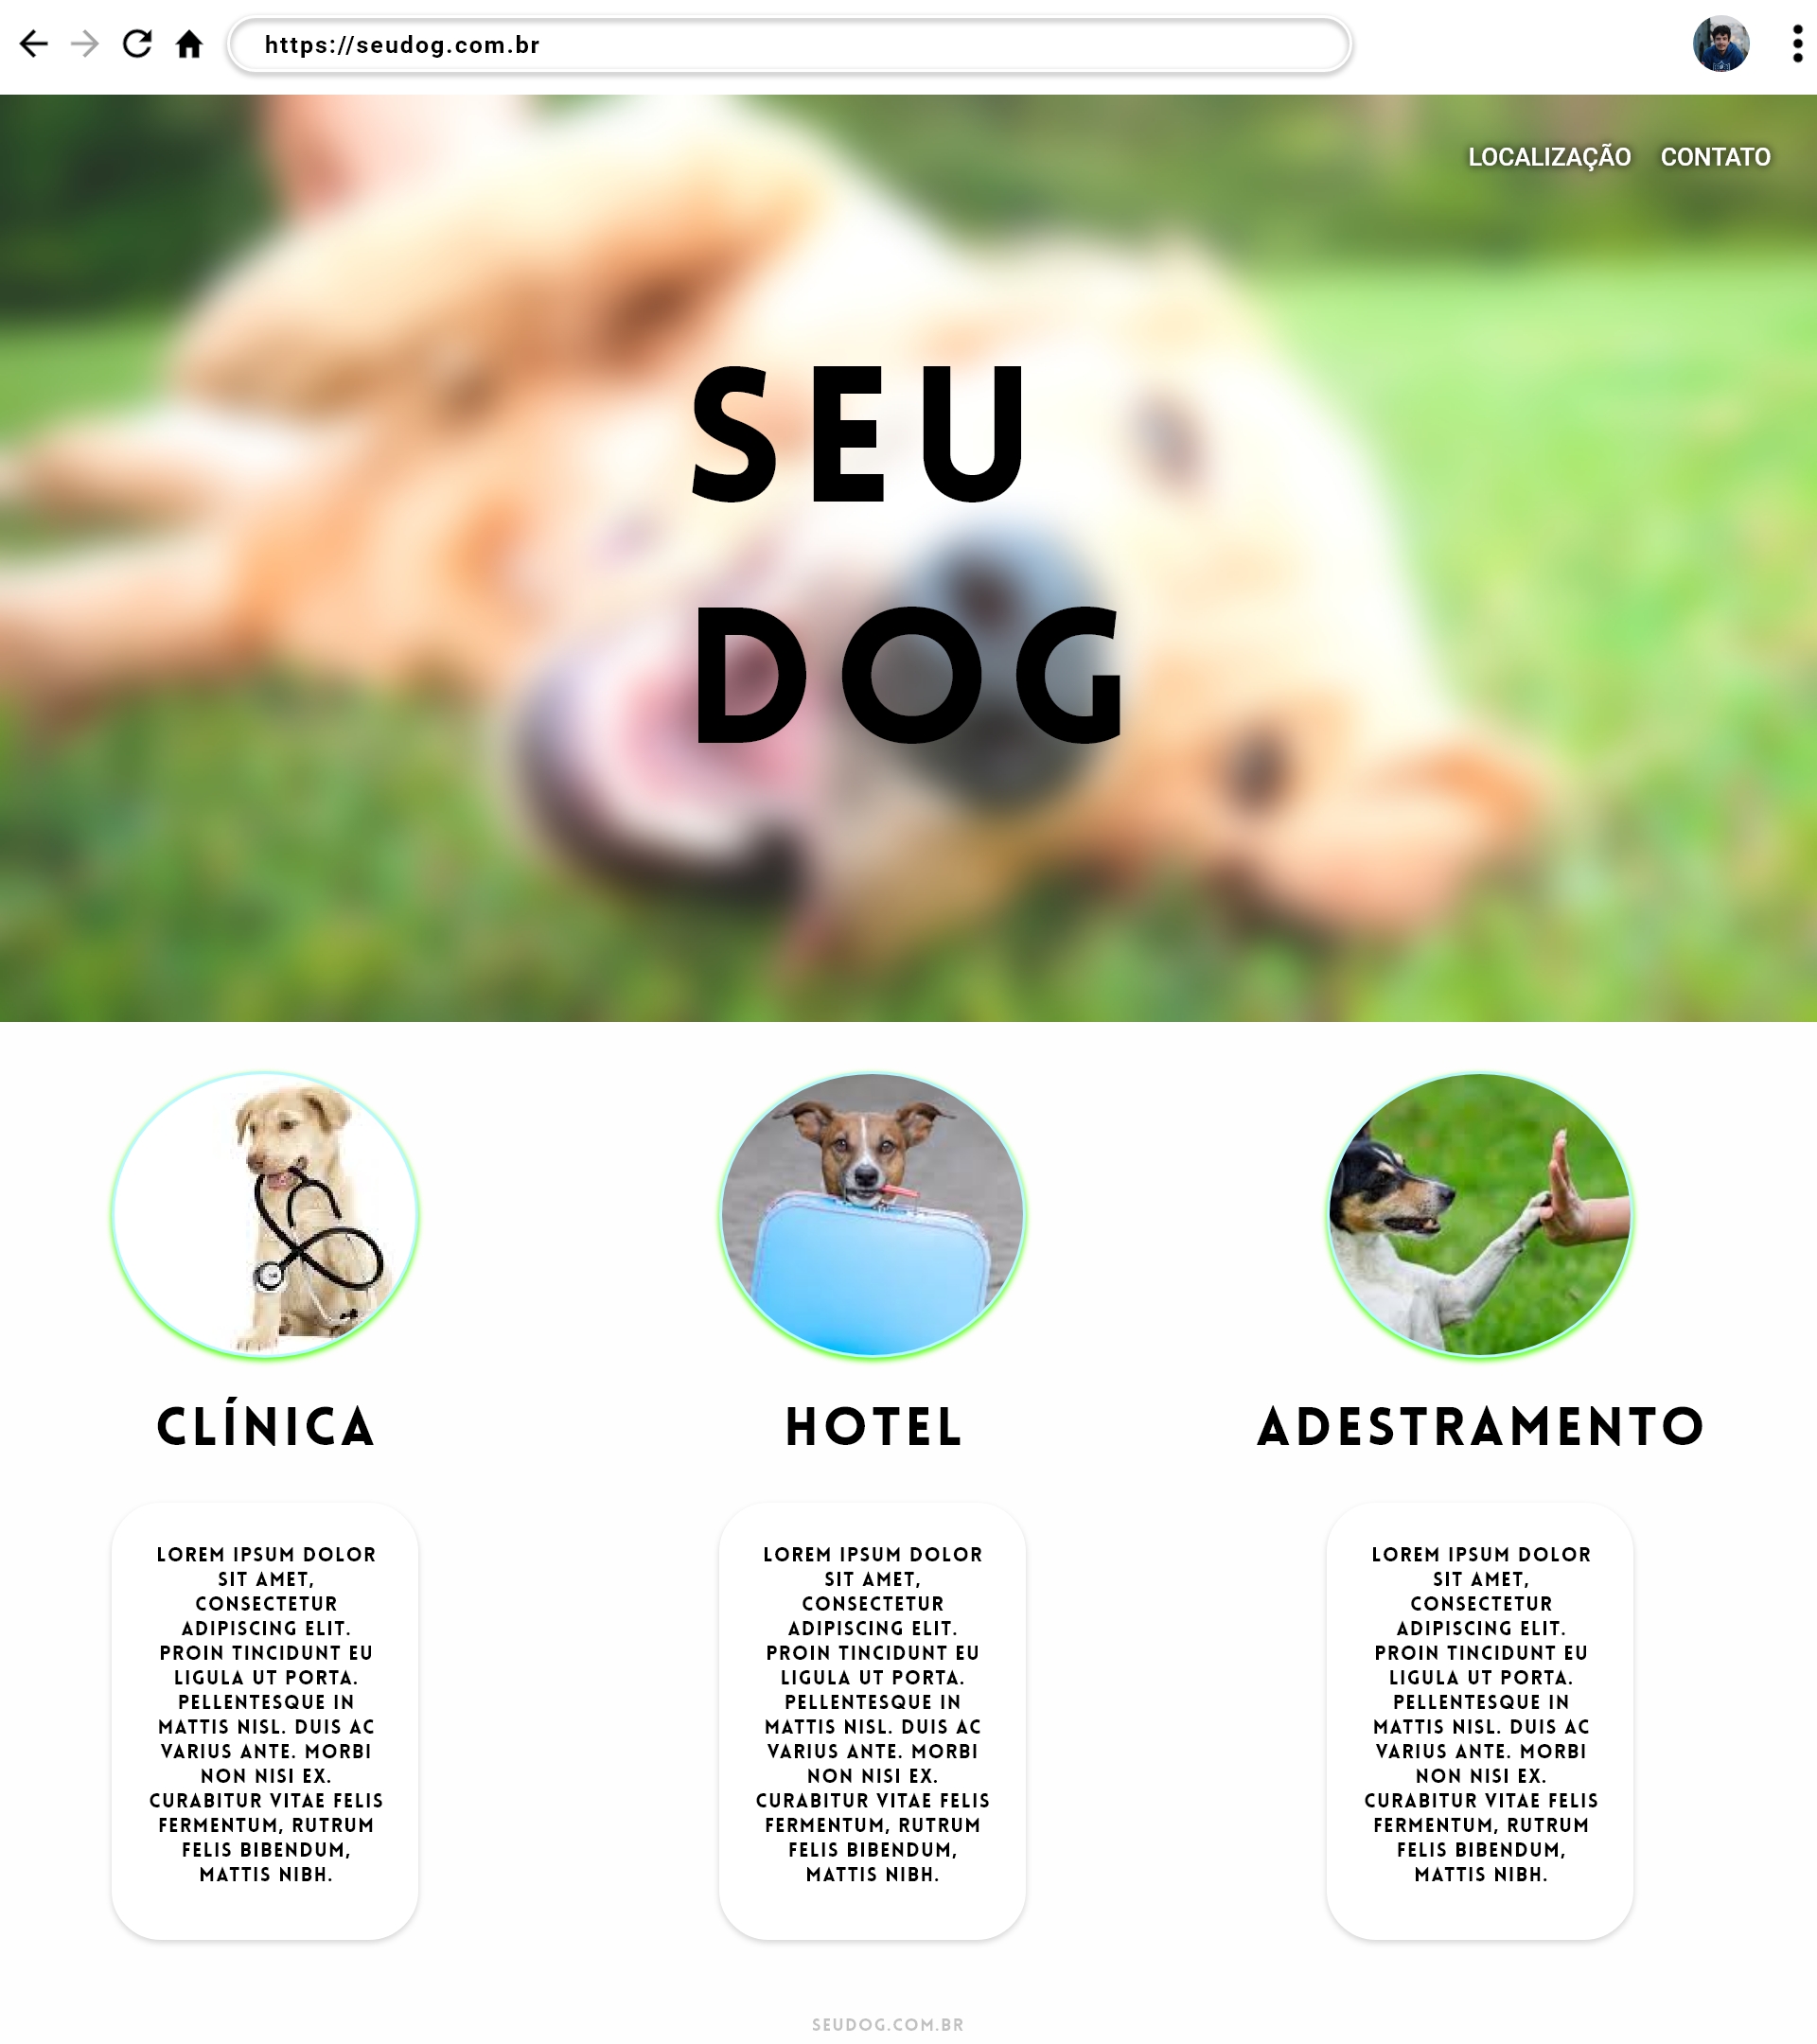 https://seudog.com.br
LOCALIZAÇÃO CONTATO
SEU
DOG
CLÍNICA
HOTEL
ADESTRAMENTO
LOREM IPSUM DOLOR
SIT AMET,
CONSECTETUR
ADIPISCING ELIT.
PROIN TINCIDUNT EU
LIGULA UT PORTA.
PELLENTESQUE IN
MATTIS NISL. DUIS AC
VARIUS ANTE. MORBI
NON NISI EX.
CURABITUR VITAE FELIS
FERMENTUM, RUTRUM
FELIS BIBENDUM,
MATTIS NIBH.
LOREM IPSUM DOLOR
SIT AMET,
CONSECTETUR
ADIPISCING ELIT.
PROIN TINCIDUNT EU
LIGULA UT PORTA.
PELLENTESQUE IN
MATTIS NISL. DUIS AC
VARIUS ANTE. MORBI
NON NISI EX.
CURABITUR VITAE FELIS
FERMENTUM, RUTRUM
FELIS BIBENDUM,
MATTIS NIBH.
LOREM IPSUM DOLOR
SIT AMET,
CONSECTETUR
ADIPISCING ELIT.
PROIN TINCIDUNT EU
LIGULA UT PORTA.
PELLENTESQUE IN
MATTIS NISL. DUIS AC
VARIUS ANTE. MORBI
NON NISI EX.
CURABITUR VITAE FELIS
FERMENTUM, RUTRUM
FELIS BIBENDUM,
MATTIS NIBH.
SEUDOG.COM.BR